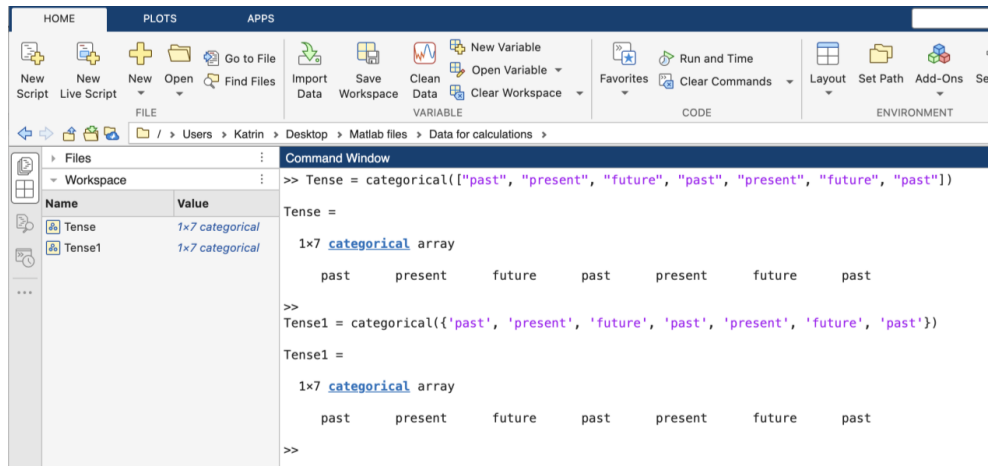 HOME PLOTS APPS
New Script
New Live Script
New
Open
Go to File
Find Files
FILE
Import Data
Save Workspace
Clean Data
New Variable
Open Variable
Clear Workspace
VARIABLE
Favorites
Run and Time
Clear Commands
CODE
Layout
Set Path
Add-Ons
Se
ENVIRONMENT
/ › Users › Katrin › Desktop › Matlab files › Data for calculations ›
Files
Workspace
Name Value
Tense 1×7 categorical
Tense1 1×7 categorical
Command Window
>> Tense = categorical(["past", "present", "future", "past", "present", "future", "past"])
Tense =
1×7 categorical array
past present future past present future past
>>
Tense1 = categorical({'past', 'present', 'future', 'past', 'present', 'future', 'past'})
Tense1 =
1×7 categorical array
past present future past present future past
>>